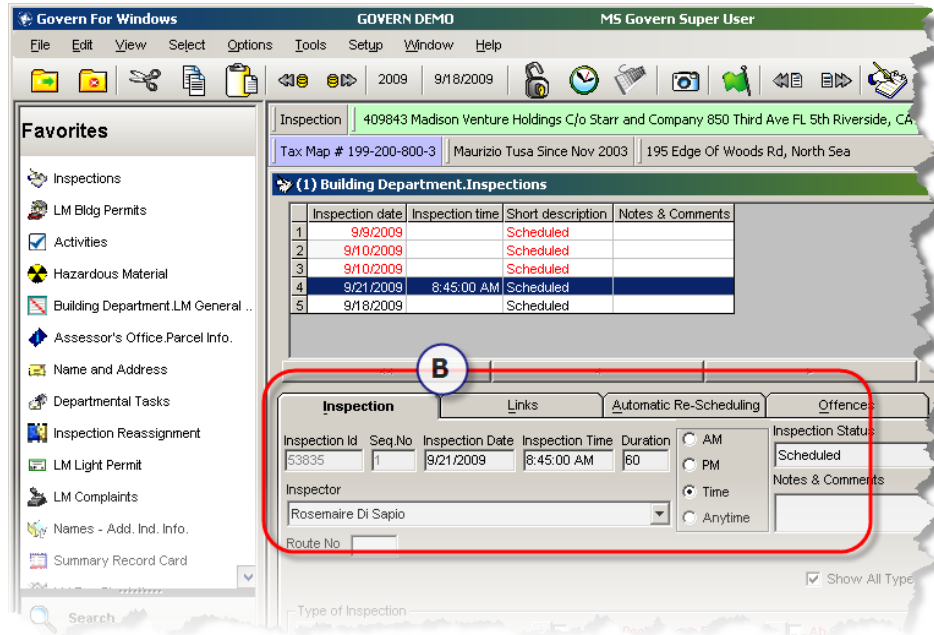 Govern For Windows GOVERN DEMO MS Govern Super User
File Edit View Select Options Tools Setup Window Help
2009 9/18/2009
Favorites
Inspections
LM Bldg Permits
Activities
Hazardous Material
Building Department.LM General ..
Assessor's Office.Parcel Info.
Name and Address
Departmental Tasks
Inspection Reassignment
LM Light Permit
LM Complaints
Names - Add. Ind. Info.
Summary Record Card
Search
Inspection 409843 Madison Venture Holdings C/o Starr and Company 850 Third Ave FL 5th Riverside, CA
Tax Map # 199-200-800-3 Maurizio Tusa Since Nov 2003 195 Edge Of Woods Rd, North Sea
(1) Building Department.Inspections
Inspection date Inspection time Short description Notes & Comments
1 9/9/2009 Scheduled
2 9/10/2009 Scheduled
3 9/10/2009 Scheduled
4 9/21/2009 8:45:00 AM Scheduled
5 9/18/2009 Scheduled
B
Inspection Links Automatic Re-Scheduling Offences
Inspection Id Seq.No Inspection Date Inspection Time Duration AM Inspection Status
53835 1 9/21/2009 8:45:00 AM 60 PM Scheduled
Inspector Time Notes & Comments
Rosemaire Di Sapio Anytime
Route No
Show All Type
Type of Inspection